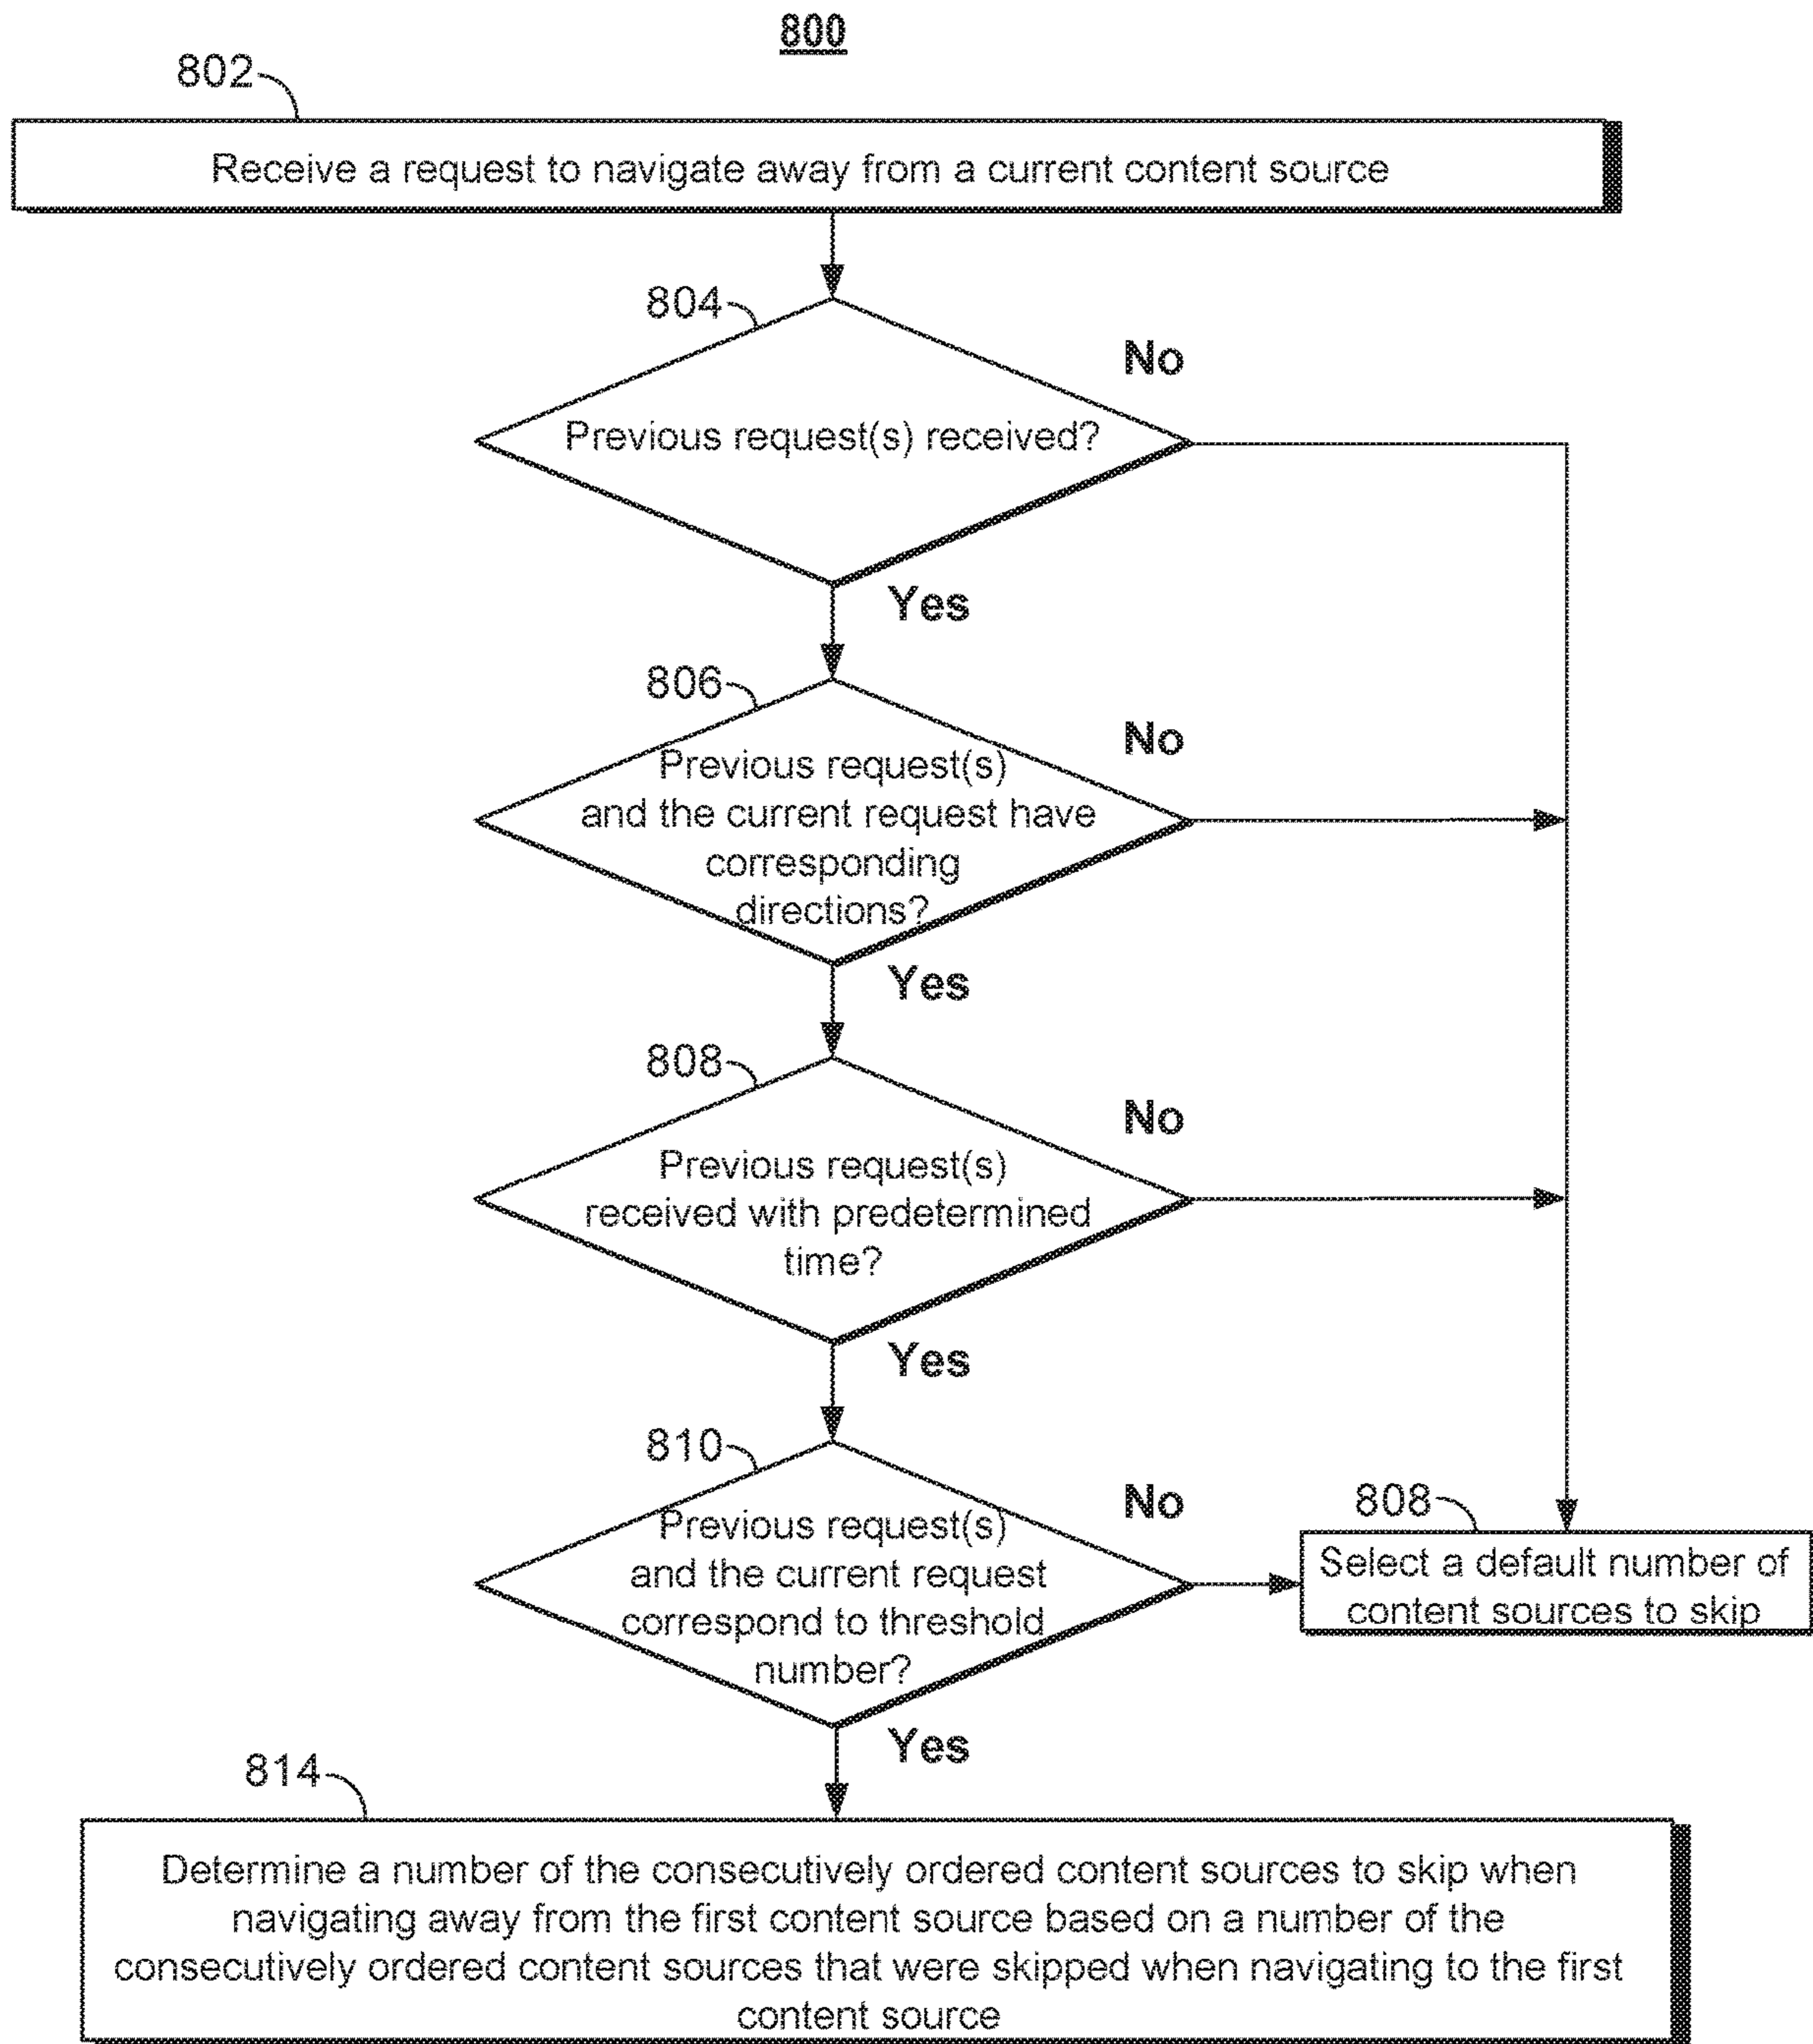 800
802
Receive a request to navigate away from a current content source
804
No
Previous request(s) received?
Yes
806
No
Previous request(s)
and the current request have
corresponding
directions?
Yes
808
No
Previous request(s)
received with predetermined
time?
Yes
810
No
Previous request(s)
and the current request
correspond to threshold
number?
808
Select a default number of
content sources to skip
Yes
814
Determine a number of the consecutively ordered content sources to skip when
navigating away from the first content source based on a number of the
consecutively ordered content sources that were skipped when navigating to the first
content source